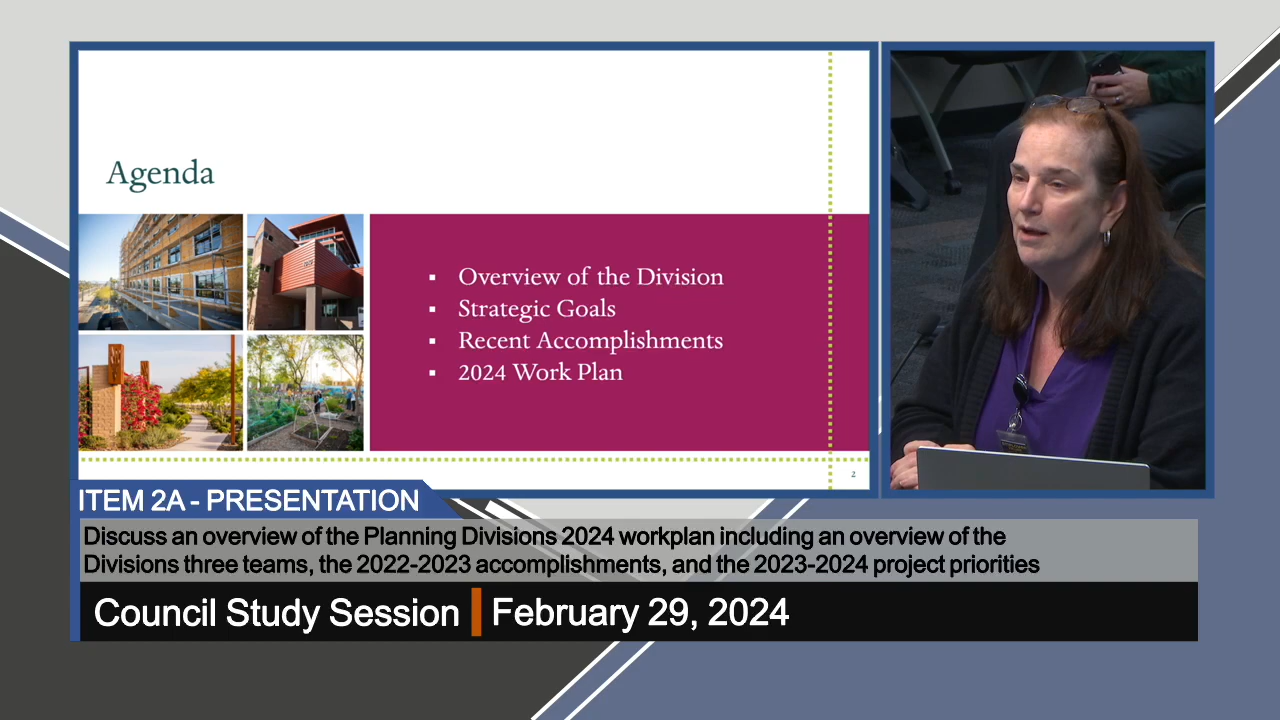 Agenda
▪ Overview of the Division
▪ Strategic Goals
▪ Recent Accomplishments
▪ 2024 Work Plan
2
ITEM 2A - PRESENTATION
Discuss an overview of the Planning Divisions 2024 workplan including an overview of the
Divisions three teams, the 2022-2023 accomplishments, and the 2023-2024 project priorities
Council Study Session
February 29, 2024